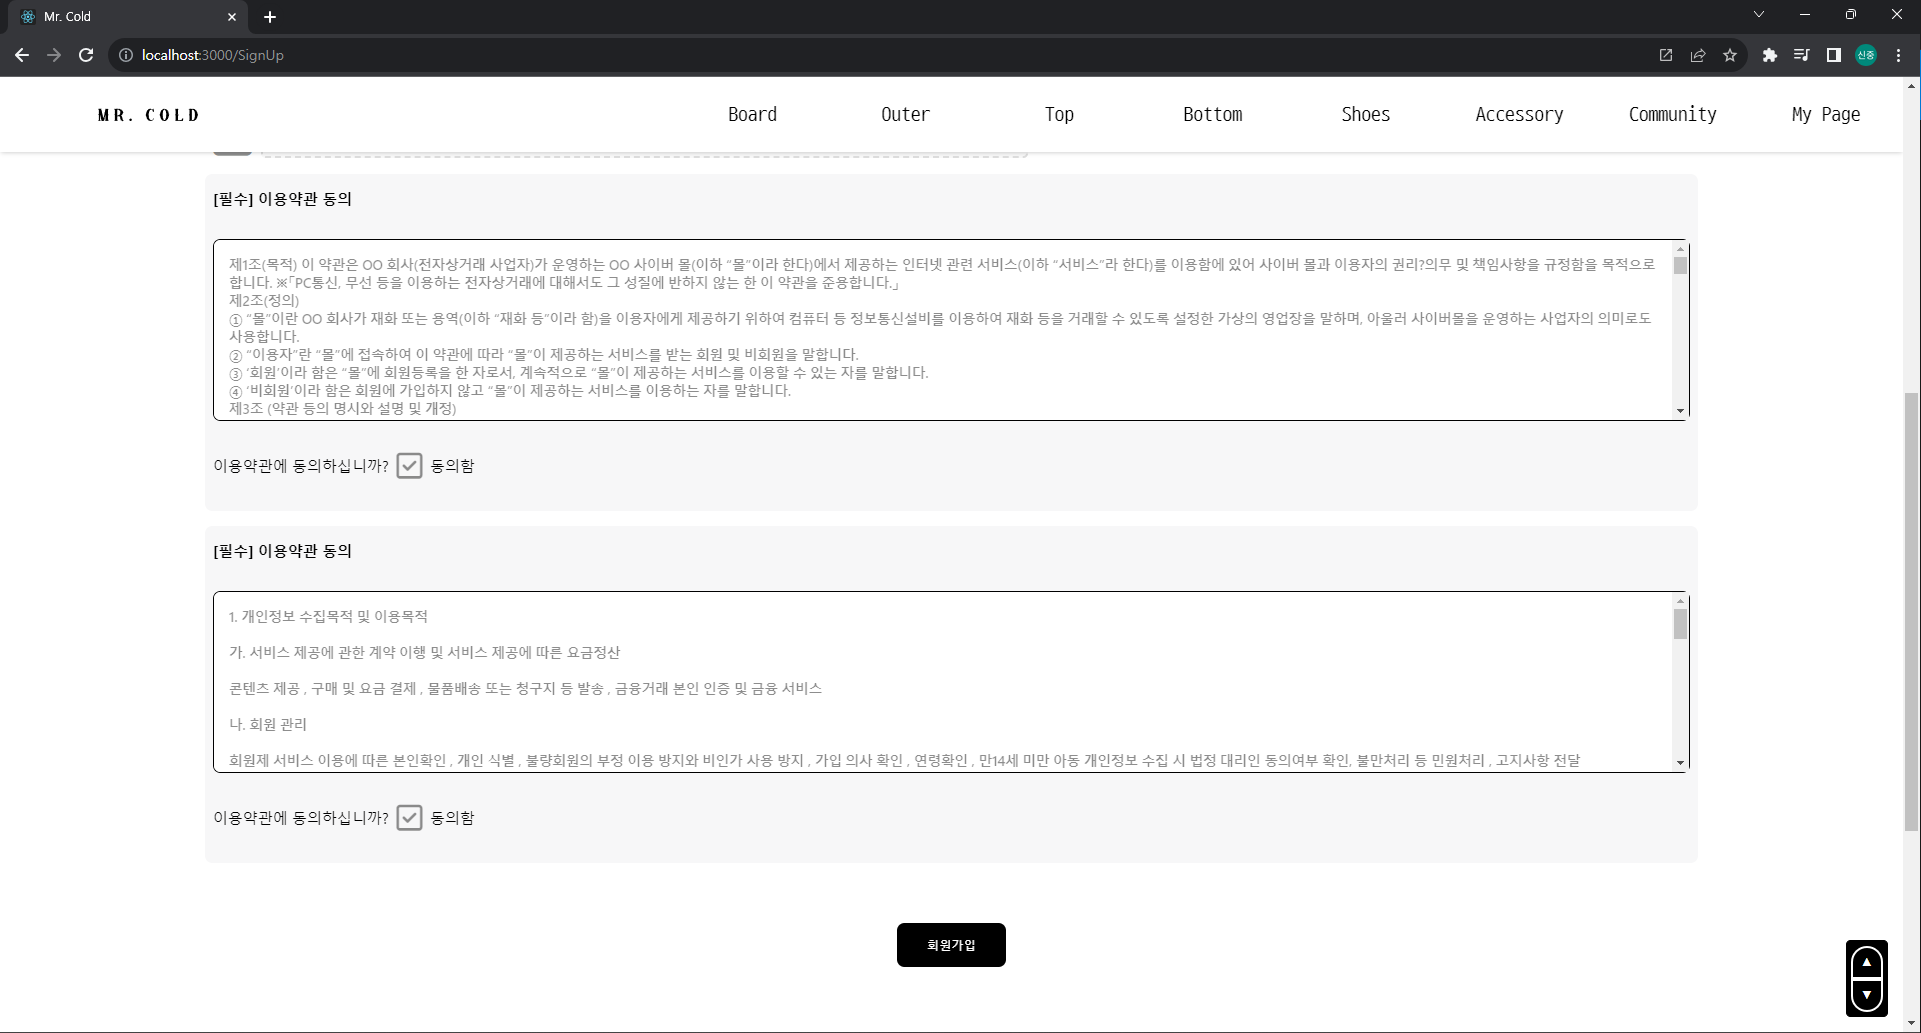 Mr. Cold
localhost:3000/SignUp
신중
MR. COLD
Board
Outer
Top
Bottom
Shoes
Accessory
Community
My Page
[필수] 이용약관 동의
제1조(목적) 이 약관은 OO 회사(전자상거래 사업자)가 운영하는 OO 사이버 몰(이하 “몰”이라 한다)에서 제공하는 인터넷 관련 서비스(이하 “서비스”라 한다)를 이용함에 있어 사이버 몰과 이용자의 권리?의무 및 책임사항을 규정함을 목적으로
합니다. ※「PC통신, 무선 등을 이용하는 전자상거래에 대해서도 그 성질에 반하지 않는 한 이 약관을 준용합니다.」
제2조(정의)
① “몰”이란 OO 회사가 재화 또는 용역(이하 “재화 등”이라 함)을 이용자에게 제공하기 위하여 컴퓨터 등 정보통신설비를 이용하여 재화 등을 거래할 수 있도록 설정한 가상의 영업장을 말하며, 아울러 사이버몰을 운영하는 사업자의 의미로도
사용합니다.
② “이용자”란 “몰”에 접속하여 이 약관에 따라 “몰”이 제공하는 서비스를 받는 회원 및 비회원을 말합니다.
③ ‘회원’이라 함은 “몰”에 회원등록을 한 자로서, 계속적으로 “몰”이 제공하는 서비스를 이용할 수 있는 자를 말합니다.
④ ‘비회원’이라 함은 회원에 가입하지 않고 “몰”이 제공하는 서비스를 이용하는 자를 말합니다.
제3조 (약관 등의 명시와 설명 및 개정)
이용약관에 동의하십니까? 동의함
[필수] 이용약관 동의
1. 개인정보 수집목적 및 이용목적
가. 서비스 제공에 관한 계약 이행 및 서비스 제공에 따른 요금정산
콘텐츠 제공 , 구매 및 요금 결제 , 물품배송 또는 청구지 등 발송 , 금융거래 본인 인증 및 금융 서비스
나. 회원 관리
회원제 서비스 이용에 따른 본인확인 , 개인 식별 , 불량회원의 부정 이용 방지와 비인가 사용 방지 , 가입 의사 확인 , 연령확인 , 만14세 미만 아동 개인정보 수집 시 법정 대리인 동의여부 확인, 불만처리 등 민원처리 , 고지사항 전달
이용약관에 동의하십니까? 동의함
회원가입